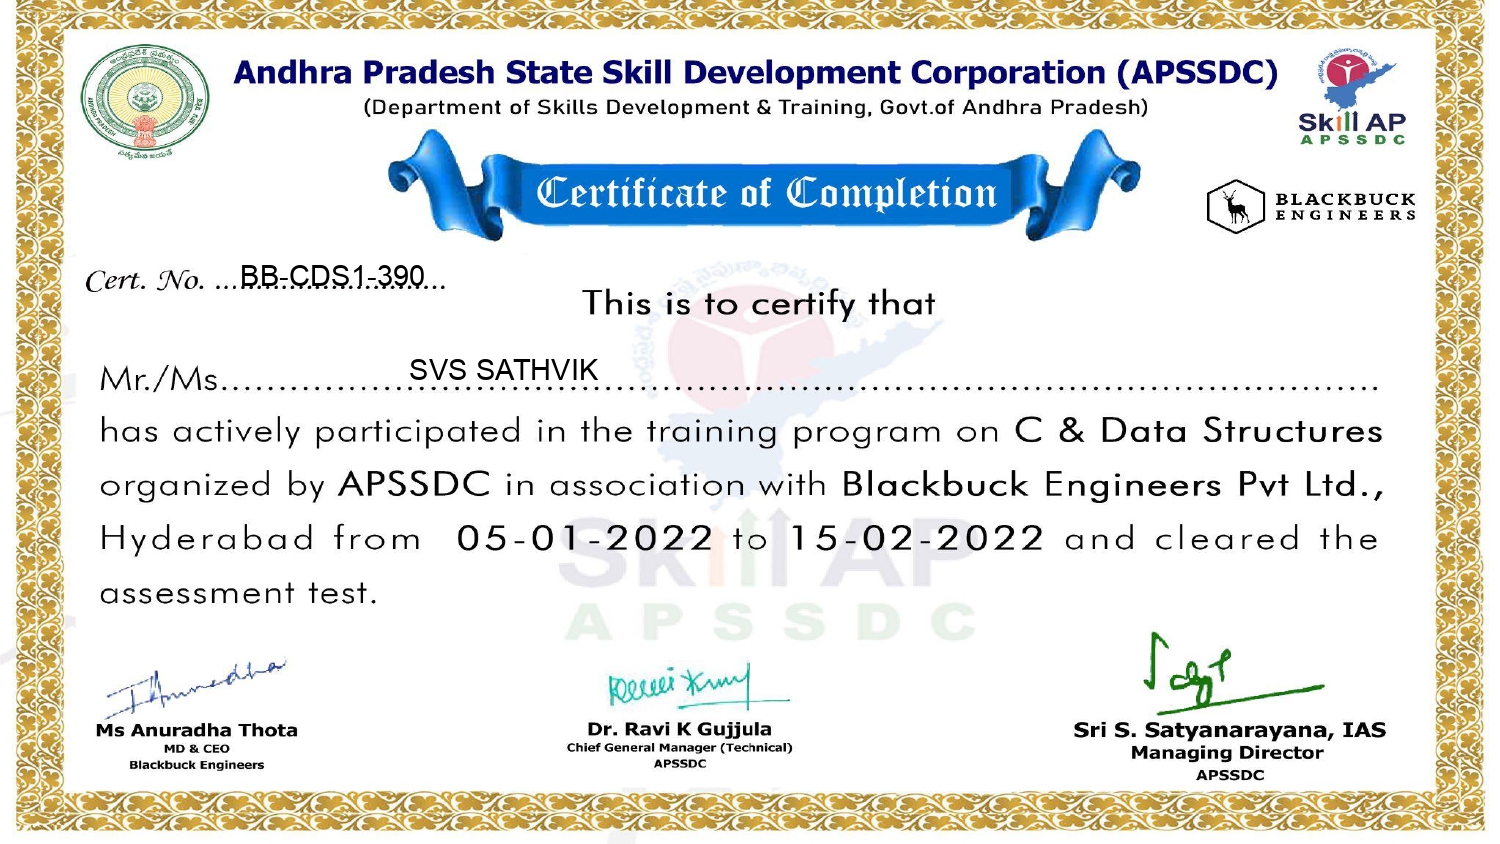 Andhra Pradesh State Skill Development Corporation (APSSDC)
(Department of Skills Development & Training, Govt.of Andhra Pradesh)
Skill AP
APSSDC
Certificate of Completion
BLACKBUCK
ENGINEERS
Cert. No. ...BB-CDS1-390...
This is to certify that
Mr./Ms. SVS SATHVIK
has actively participated in the training program on C & Data Structures
organized by APSSDC in association with Blackbuck Engineers Pvt Ltd.,
Hyderabad from 05-01-2022 to 15-02-2022 and cleared the
assessment test.
Skill AP
APSSDC
Ms Anuradha Thota
MD & CEO
Blackbuck Engineers
Dr. Ravi K Gujjula
Chief General Manager (Technical)
APSSDC
Sri S. Satyanarayana, IAS
Managing Director
APSSDC